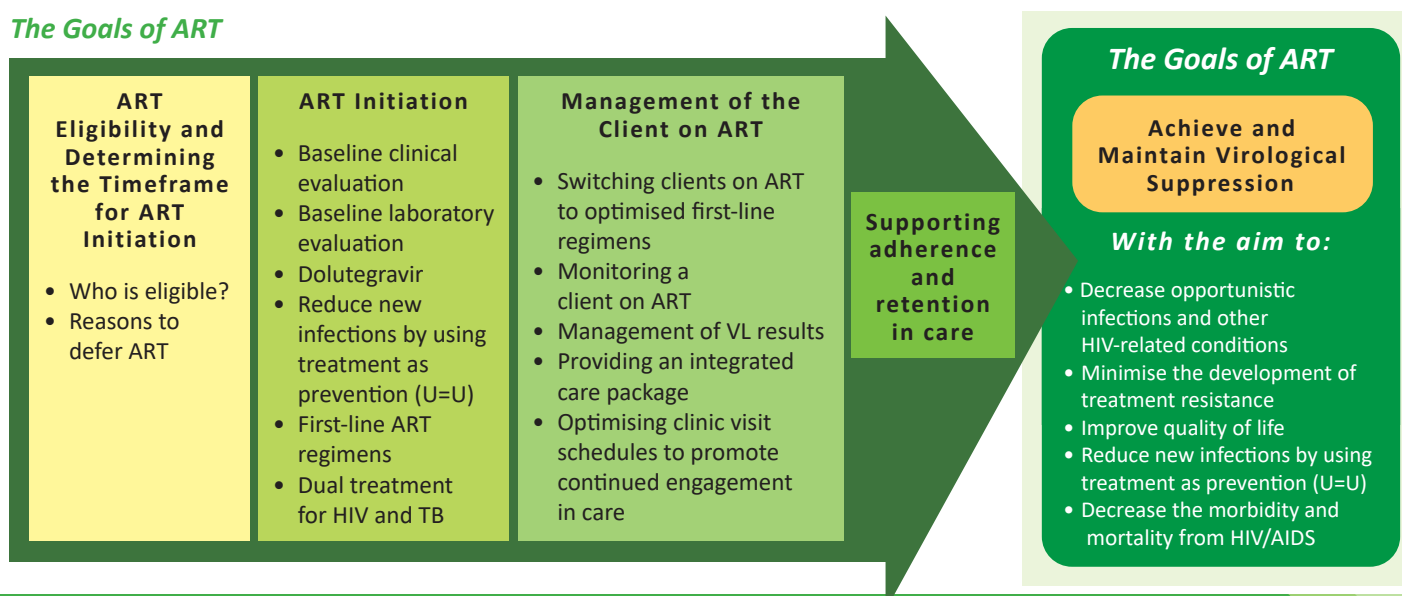 The Goals of ART
ART
Eligibility and
Determining
the Timeframe
for ART
Initiation
• Who is eligible?
• Reasons to
defer ART
ART Initiation
• Baseline clinical
evaluation
• Baseline laboratory
evaluation
• Dolutegravir
• Reduce new
infections by using
treatment as
prevention (U=U)
• First-line ART
regimens
• Dual treatment
for HIV and TB
Management of the
Client on ART
• Switching clients on ART
to optimised first-line
regimens
• Monitoring a
client on ART
• Management of VL results
• Providing an integrated
care package
• Optimising clinic visit
schedules to promote
continued engagement
in care
Supporting
adherence
and
retention
in care
The Goals of ART
Achieve and
Maintain Virological
Suppression
With the aim to:
• Decrease opportunistic
infections and other
HIV-related conditions
• Minimise the development of
treatment resistance
• Improve quality of life
• Reduce new infections by using
treatment as prevention (U=U)
• Decrease the morbidity and
mortality from HIV/AIDS